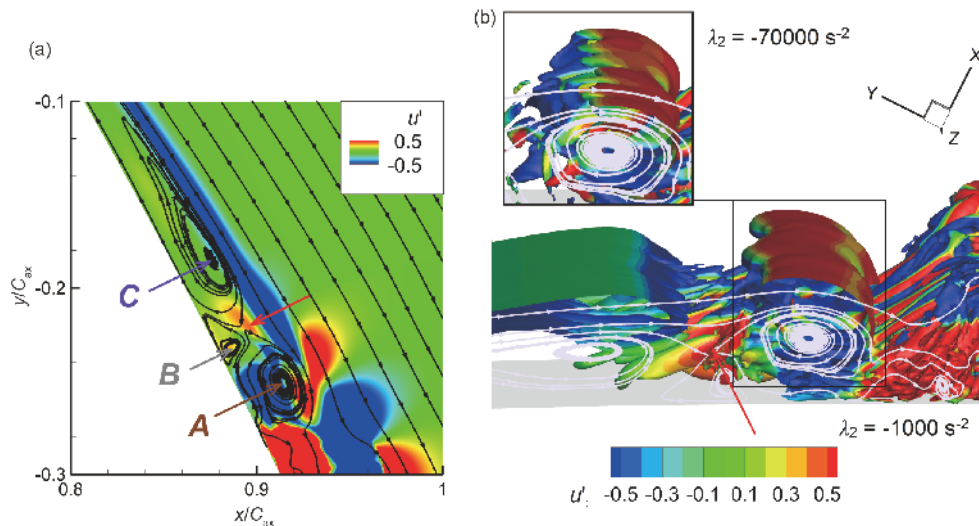 (a)
-0.1
-0.2
-0.3
y/Cax
0.8
0.9
1
x/Cax
u'
0.5
-0.5
C
B
A
(b)
λ2 = -70000 s-2
X
Y
Z
λ2 = -1000 s-2
u':
-0.5 -0.3 -0.1 0.1 0.3 0.5